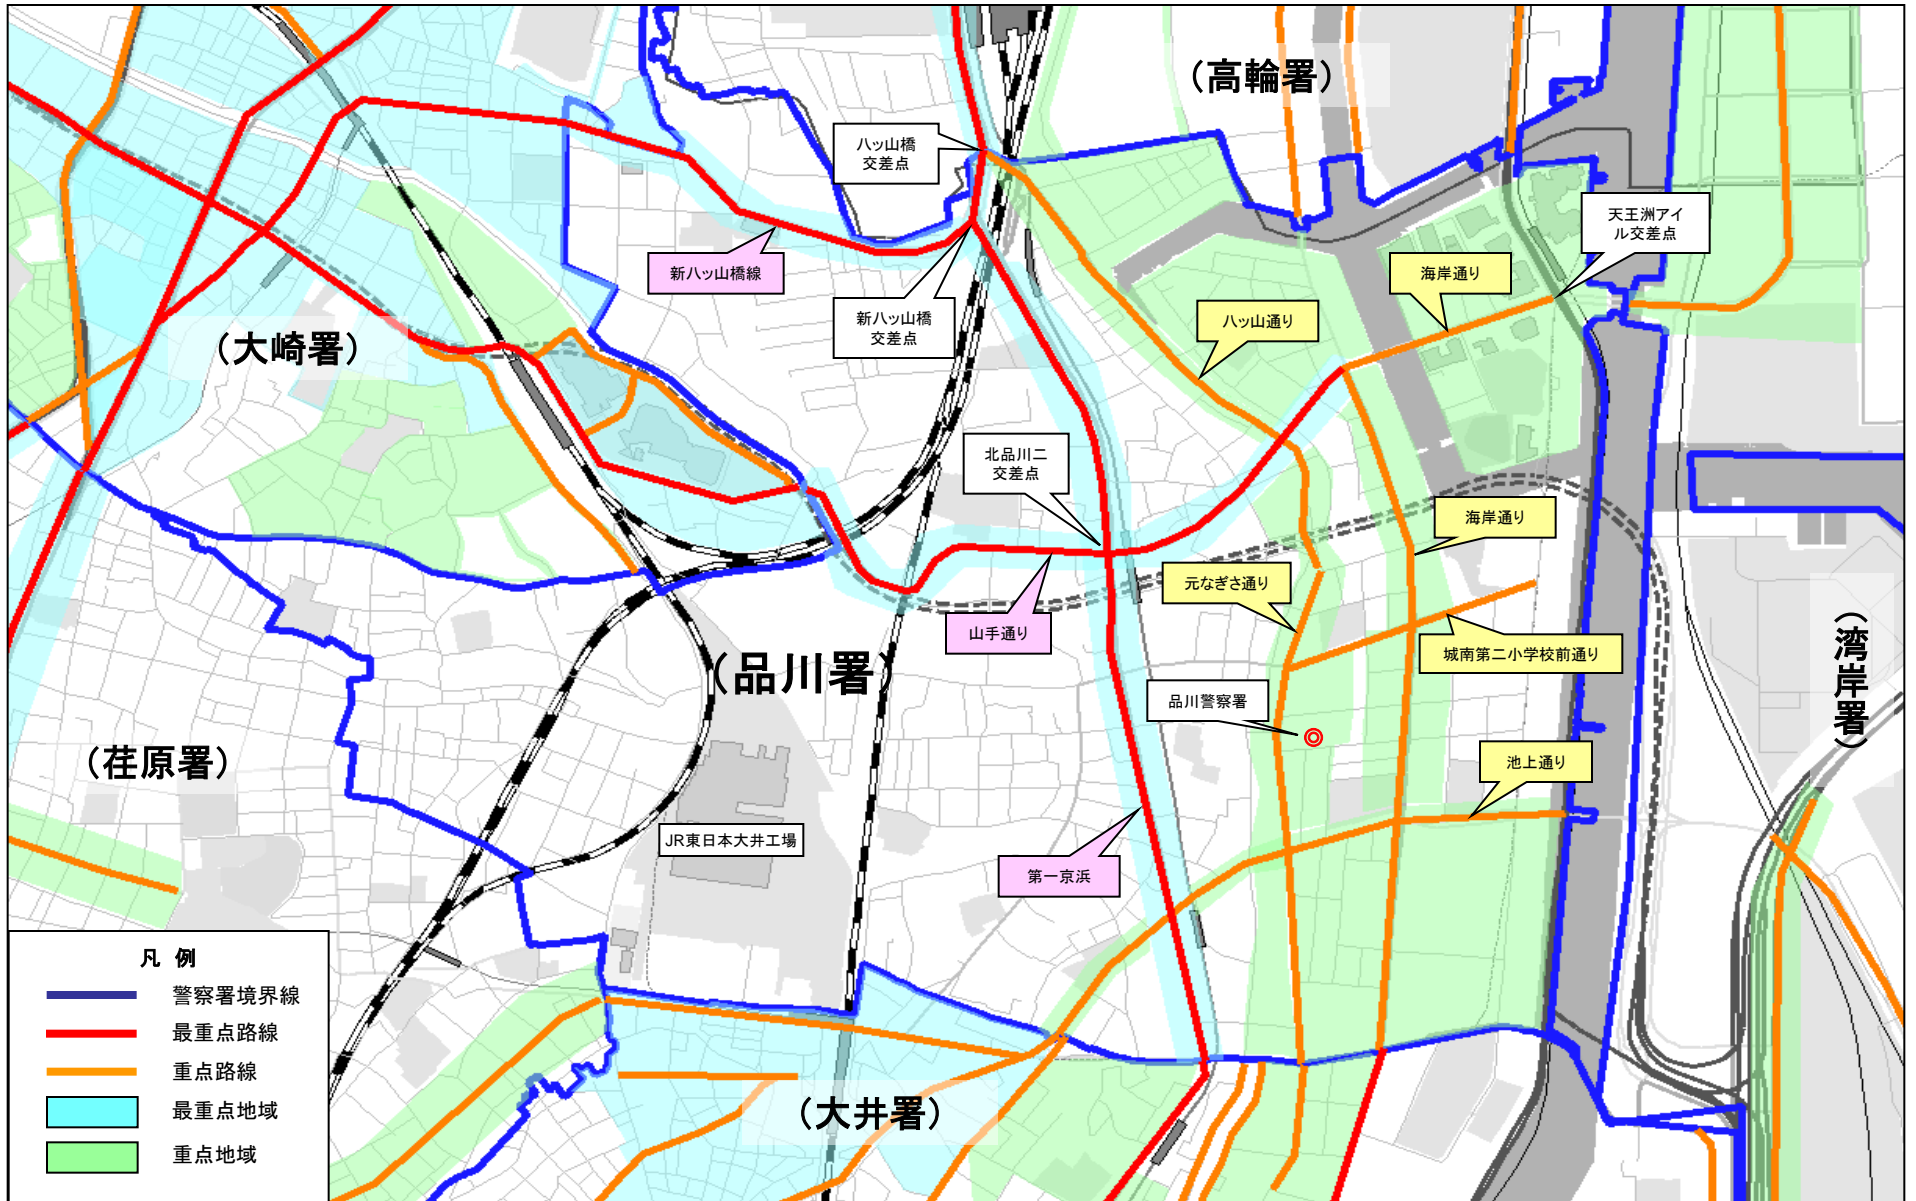 (高輪署)
八ッ山橋
交差点
天王洲アイ
ル交差点
新八ッ山橋線
海岸通り
新八ッ山橋
交差点
八ッ山通り
(大崎署)
北品川二
交差点
海岸通り
元なぎさ通り
山手通り
城南第二小学校前通り
(品川署)
(湾岸署)
品川警察署
(荏原署)
池上通り
JR東日本大井工場
第一京浜
凡 例
警察署境界線
最重点路線
重点路線
最重点地域
重点地域
(大井署)